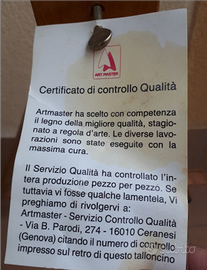 ART MASTER
Certificato di controllo Qualità
Artmaster ha scelto con competenza
il legno della migliore qualità, stagio-
nato a regola d'arte. Le diverse lavo-
razioni sono state eseguite con la
massima cura.
Il Servizio Qualità ha controllato l'in-
tera produzione pezzo per pezzo. Se
tuttavia vi fosse qualche lamentela, Vi
preghiamo di rivolgervi a:
Artmaster - Servizio Controllo Qualità
- Via B. Parodi, 274 - 16010 Ceranesi
(Genova) citando il numero di controllo
impresso sul retro di questo talloncino